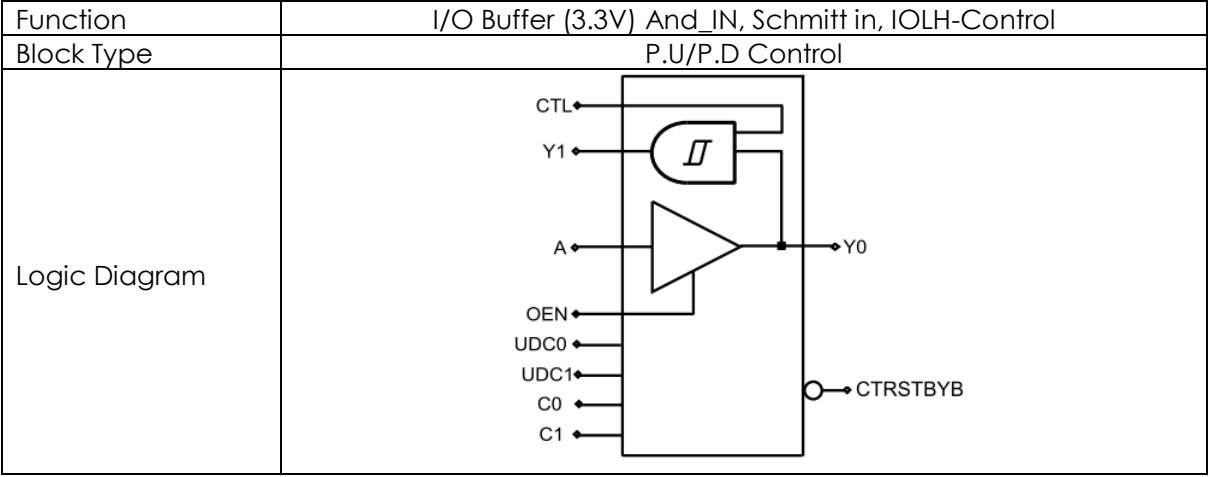 Function
I/O Buffer (3.3V) And_IN, Schmitt in, IOLH-Control
Block Type
P.U/P.D Control
Logic Diagram
CTL
Y1
A
Y0
OEN
UDC0
UDC1
CTRSTBYB
C0
C1